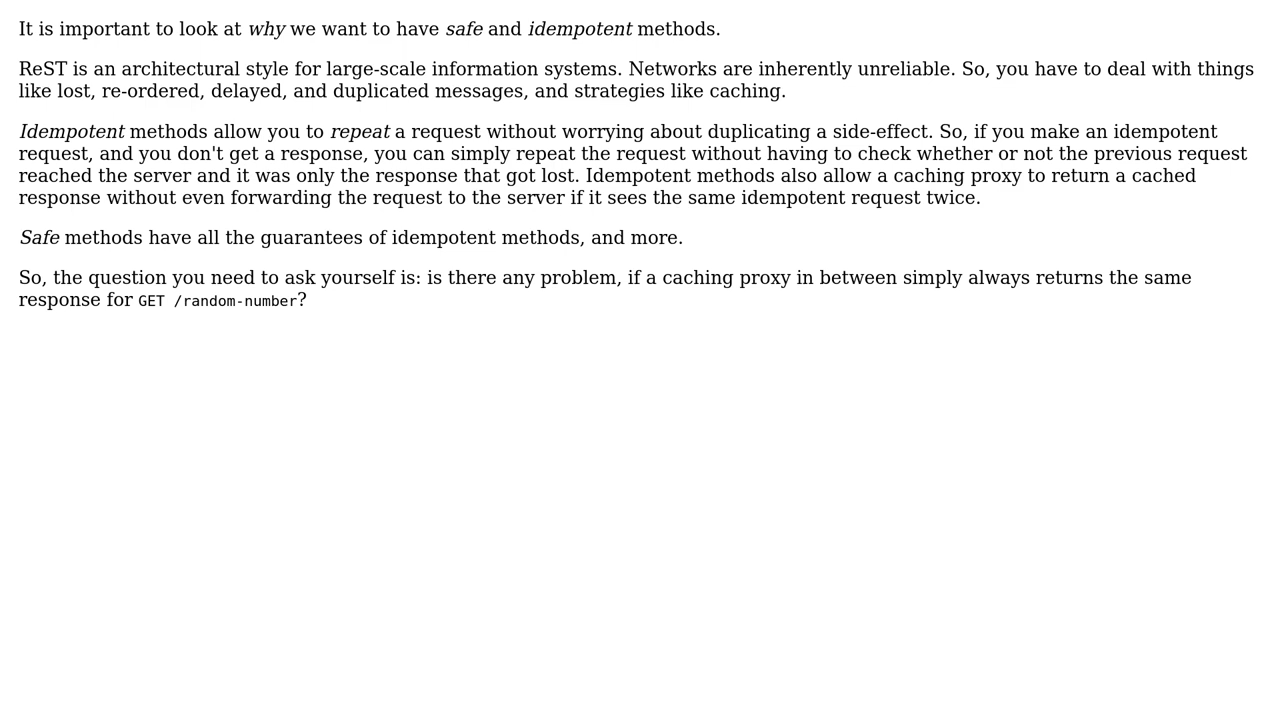 It is important to look at why we want to have safe and idempotent methods.
ReST is an architectural style for large-scale information systems. Networks are inherently unreliable. So, you have to deal with things
like lost, re-ordered, delayed, and duplicated messages, and strategies like caching.
Idempotent methods allow you to repeat a request without worrying about duplicating a side-effect. So, if you make an idempotent
request, and you don't get a response, you can simply repeat the request without having to check whether or not the previous request
reached the server and it was only the response that got lost. Idempotent methods also allow a caching proxy to return a cached
response without even forwarding the request to the server if it sees the same idempotent request twice.
Safe methods have all the guarantees of idempotent methods, and more.
So, the question you need to ask yourself is: is there any problem, if a caching proxy in between simply always returns the same
response for GET /random-number?